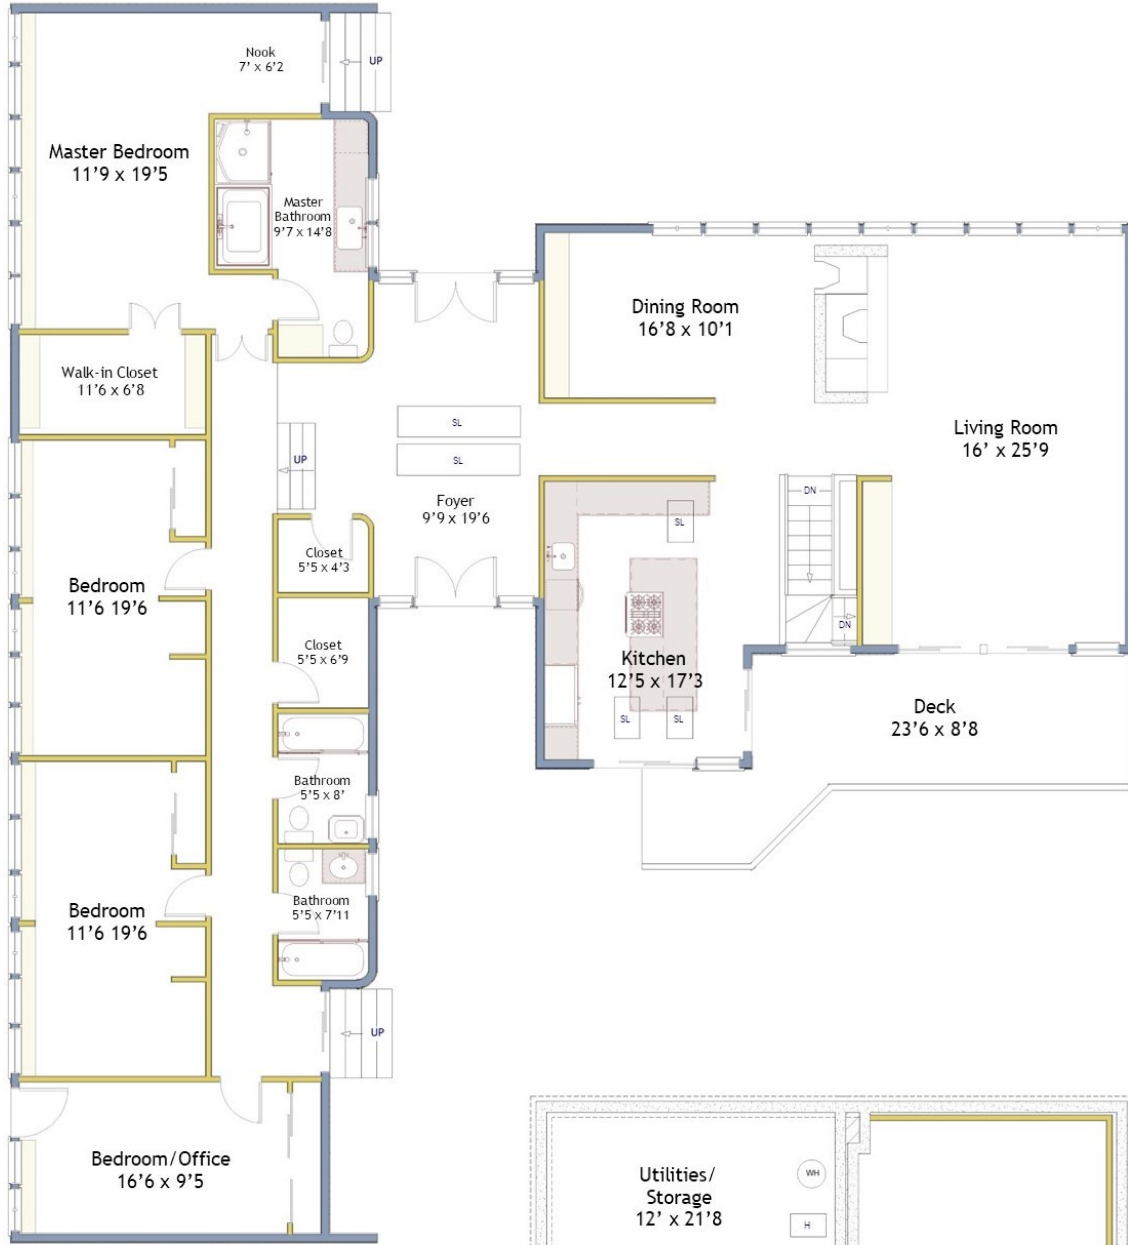 Nook
7' x 6'2
UP
Master Bedroom
11'9 x 19'5
Master
Bathroom
9'7 x 14'8
Dining Room
16'8 x 10'1
Walk-in Closet
11'6 x 6'8
SL
Living Room
16' x 25'9
UP
SL
DN
Foyer
9'9 x 19'6
SL
Closet
5'5 x 4'3
Bedroom
11'6 19'6
DN
Closet
5'5 x 6'9
Kitchen
12'5 x 17'3
Deck
23'6 x 8'8
SL
SL
Bathroom
5'5 x 8'
Bathroom
5'5 x 7'11
Bedroom
11'6 19'6
UP
Bedroom/Office
16'6 x 9'5
Utilities/
Storage
12' x 21'8
WH
H